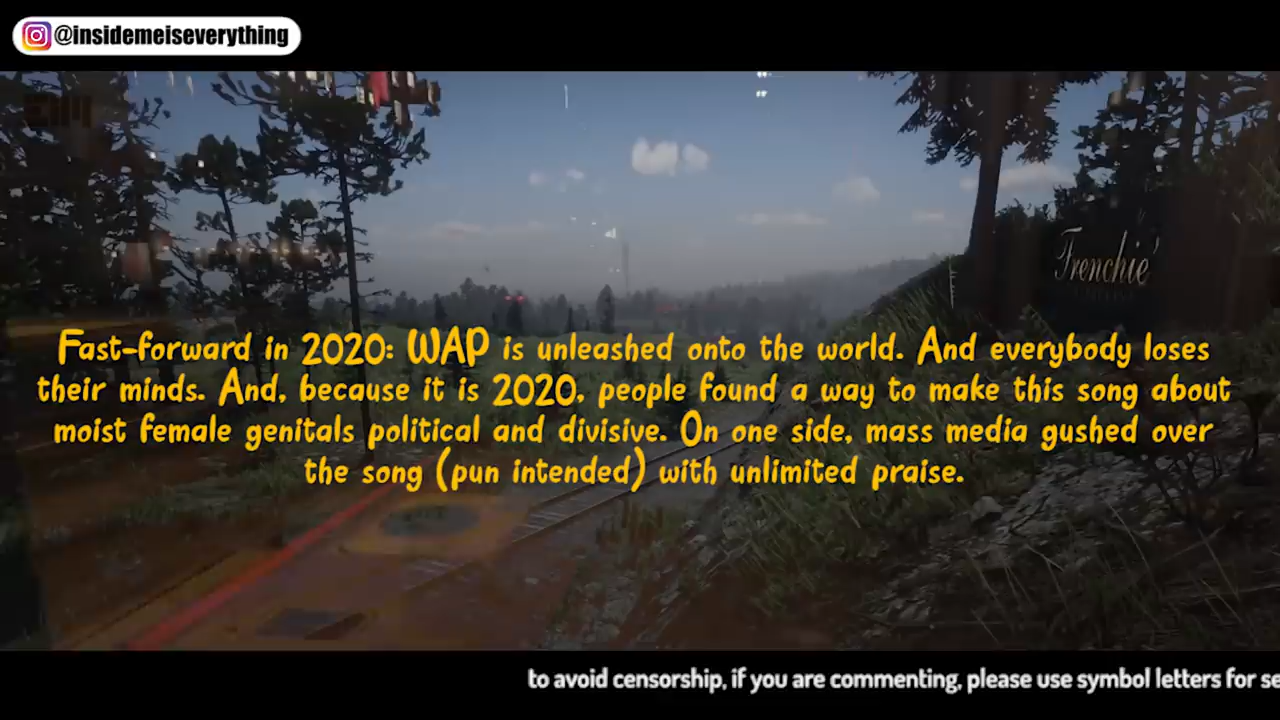 @insidemeiseverything
Frenchie'
Fast-forward in 2020: WAP is unleashed onto the world. And everybody loses
their minds. And, because it is 2020, people found a way to make this song about
moist female genitals political and divisive. On one side, mass media gushed over
the song (pun intended) with unlimited praise.
to avoid censorship, if you are commenting, please use symbol letters for se